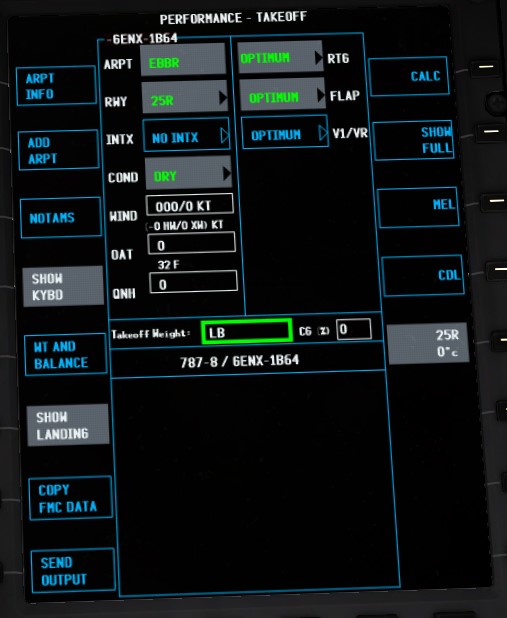 PERFORMANCE - TAKEOFF
-GENX-1B64
ARPT INFO
ARPT EBBR
OPTIMUM RTG
CALC
RWY 25R
OPTIMUM FLAP
ADD ARPT
INTX NO INTX
OPTIMUM V1/VR
SHOW FULL
COND DRY
NOTAMS
WIND 000/0 KT
(-0 HW/0 XW) KT
MEL
OAT 0
32 F
SHOW KYBD
QNH 0
CDL
Takeoff Weight: LB
CG (%) 0
25R
0°c
WT AND BALANCE
787-8 / GENX-1B64
SHOW LANDING
COPY FMC DATA
SEND OUTPUT